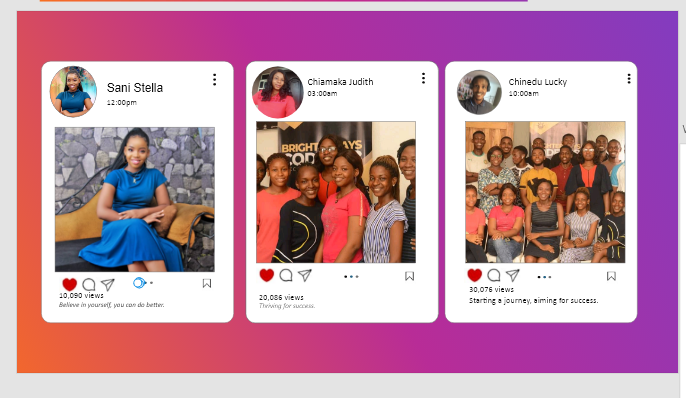 Sani Stella
12:00pm
10,090 views
Believe in yourself, you can do better.
Chiamaka Judith
03:00am
BRIGHT
AYS
COD
20,086 views
Thriving for success.
Chinedu Lucky
10:00am
30,076 views
Starting a journey, aiming for success.